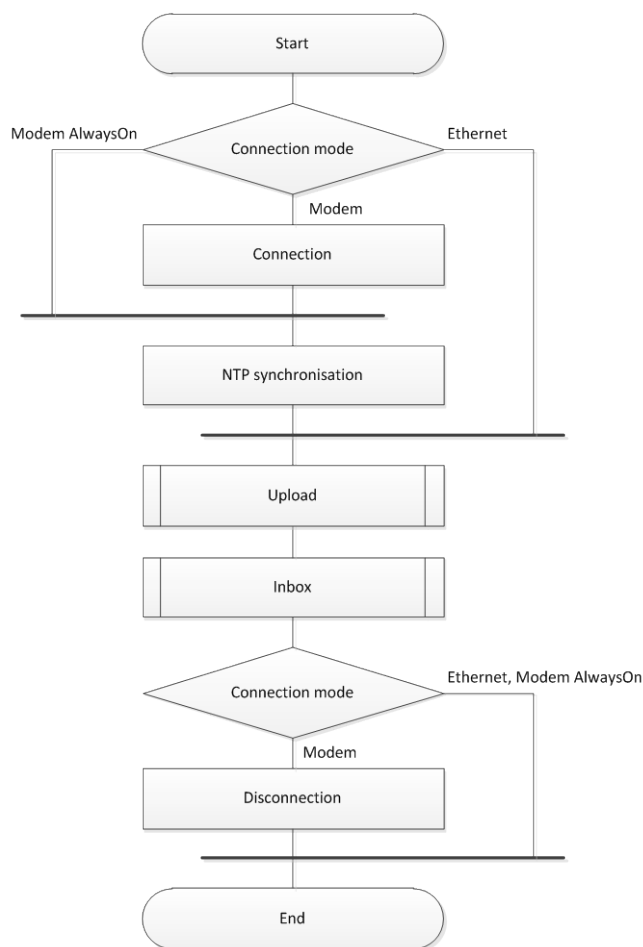 Start
Modem AlwaysOn
Connection mode
Ethernet
Modem
Connection
NTP synchronisation
Upload
Inbox
Connection mode
Ethernet, Modem AlwaysOn
Modem
Disconnection
End